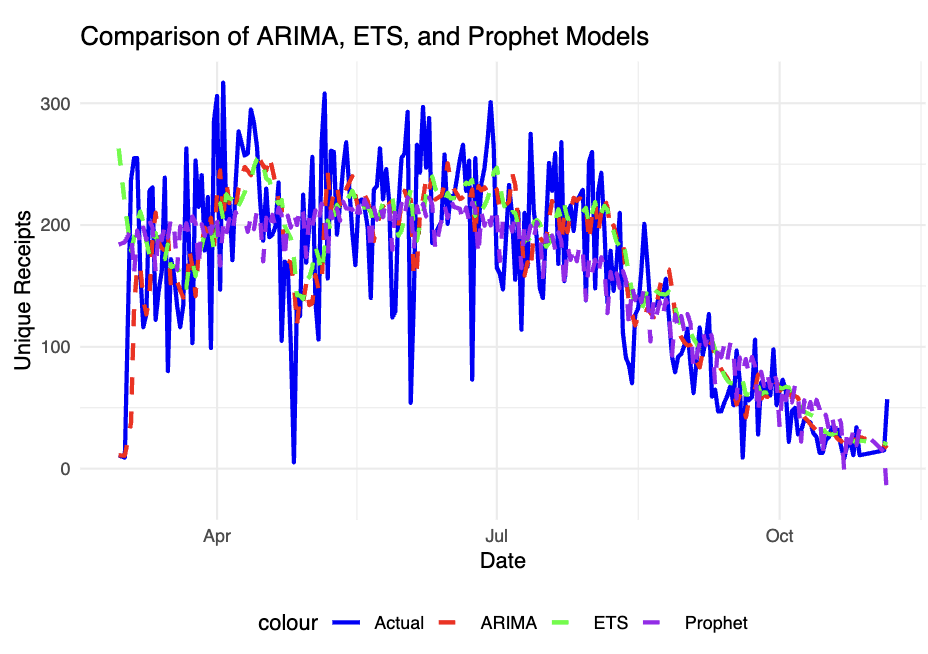 Comparison of ARIMA, ETS, and Prophet Models
Unique Receipts
300
200
100
0
Apr Jul Oct
Date
colour Actual ARIMA ETS Prophet